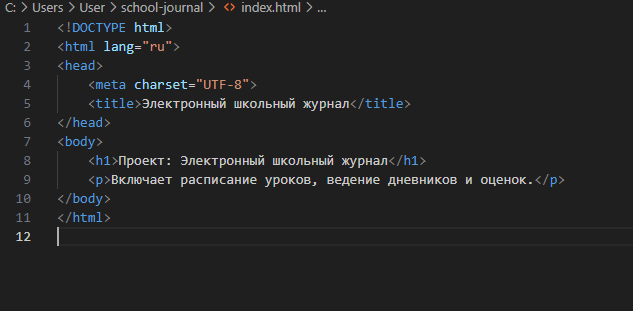 C: > Users > User > school-journal > <> index.html > ...
1 <!DOCTYPE html>
2 <html lang="ru">
3 <head>
4     <meta charset="UTF-8">
5     <title>Электронный школьный журнал</title>
6 </head>
7 <body>
8     <h1>Проект: Электронный школьный журнал</h1>
9     <p>Включает расписание уроков, ведение дневников и оценок.</p>
10 </body>
11 </html>
12